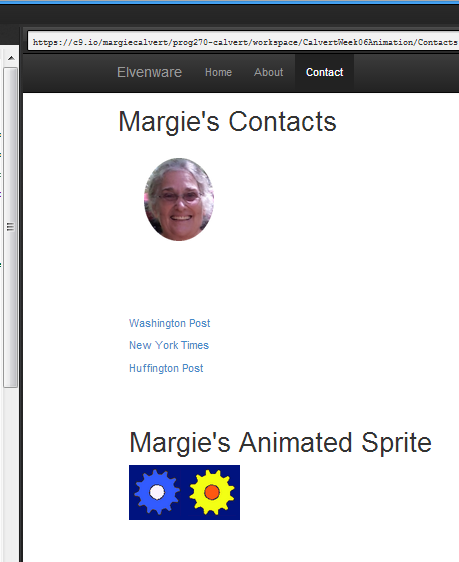 https://c9.io/margiecalvert/prog270-calvert/workspace/CalvertWeek06Animation/Contacts
Elvenware Home About Contact
Margie's Contacts
Washington Post
New York Times
Huffington Post
Margie's Animated Sprite